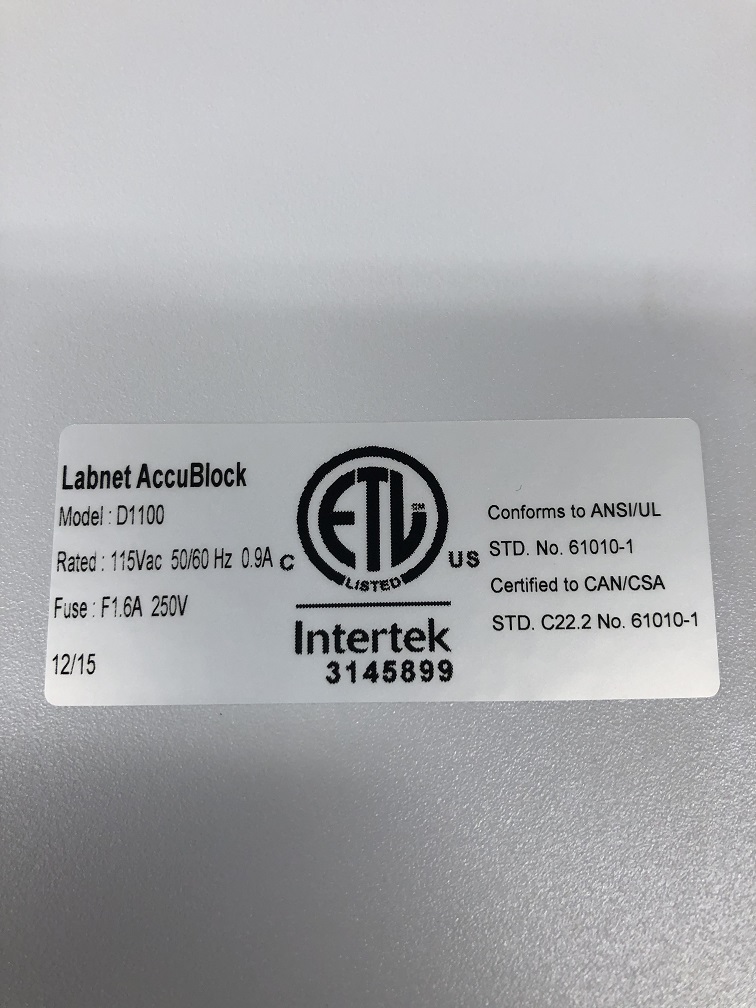 Labnet AccuBlock
Model : D1100
Rated : 115Vac 50/60 Hz 0.9A
Fuse : F1.6A 250V
12/15
C ETL CM US
LISTED
Intertek
3145899
Conforms to ANSI/UL
STD. No. 61010-1
Certified to CAN/CSA
STD. C22.2 No. 61010-1